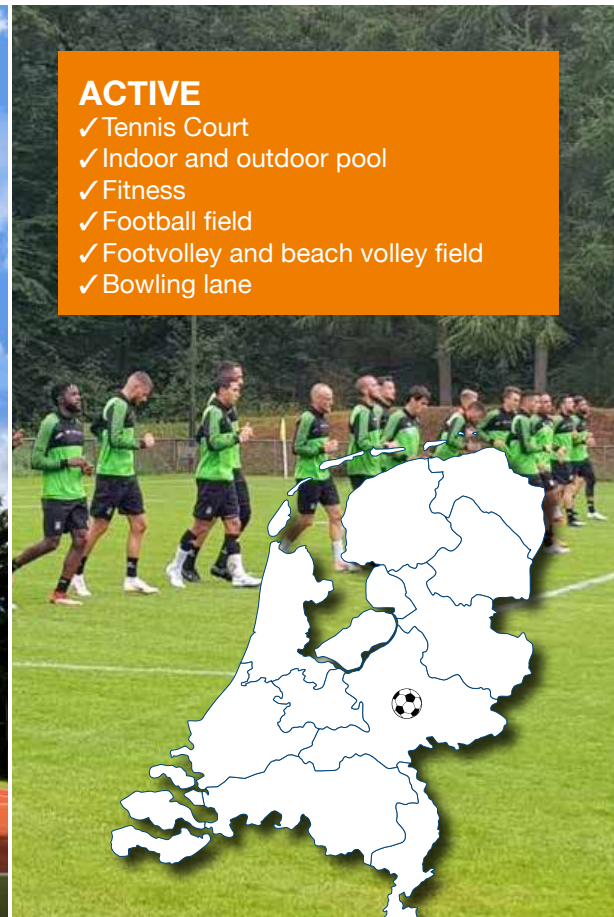 ACTIVE
✓ Tennis Court
✓ Indoor and outdoor pool
✓ Fitness
✓ Football field
✓ Footvolley and beach volley field
✓ Bowling lane